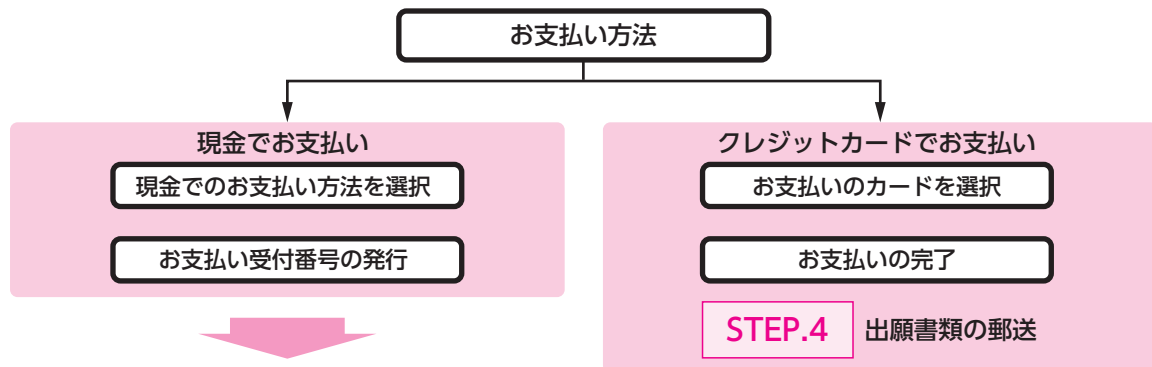 お支払い方法
現金でお支払い
現金でのお支払い方法を選択
お支払い受付番号の発行
クレジットカードでお支払い
お支払いのカードを選択
お支払いの完了
STEP.4 出願書類の郵送